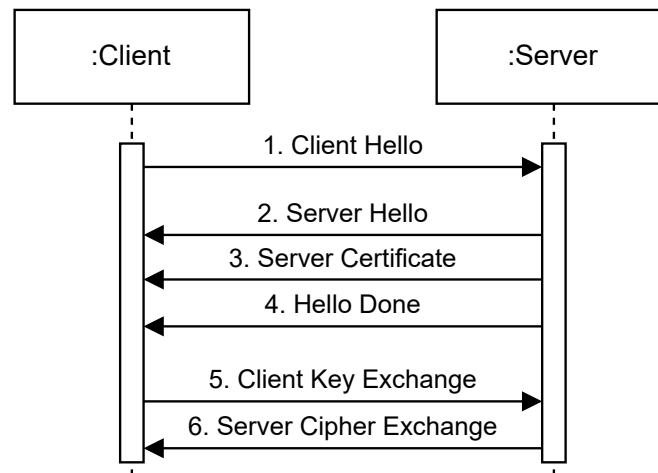 :Client
:Server
1. Client Hello
2. Server Hello
3. Server Certificate
4. Hello Done
5. Client Key Exchange
6. Server Cipher Exchange